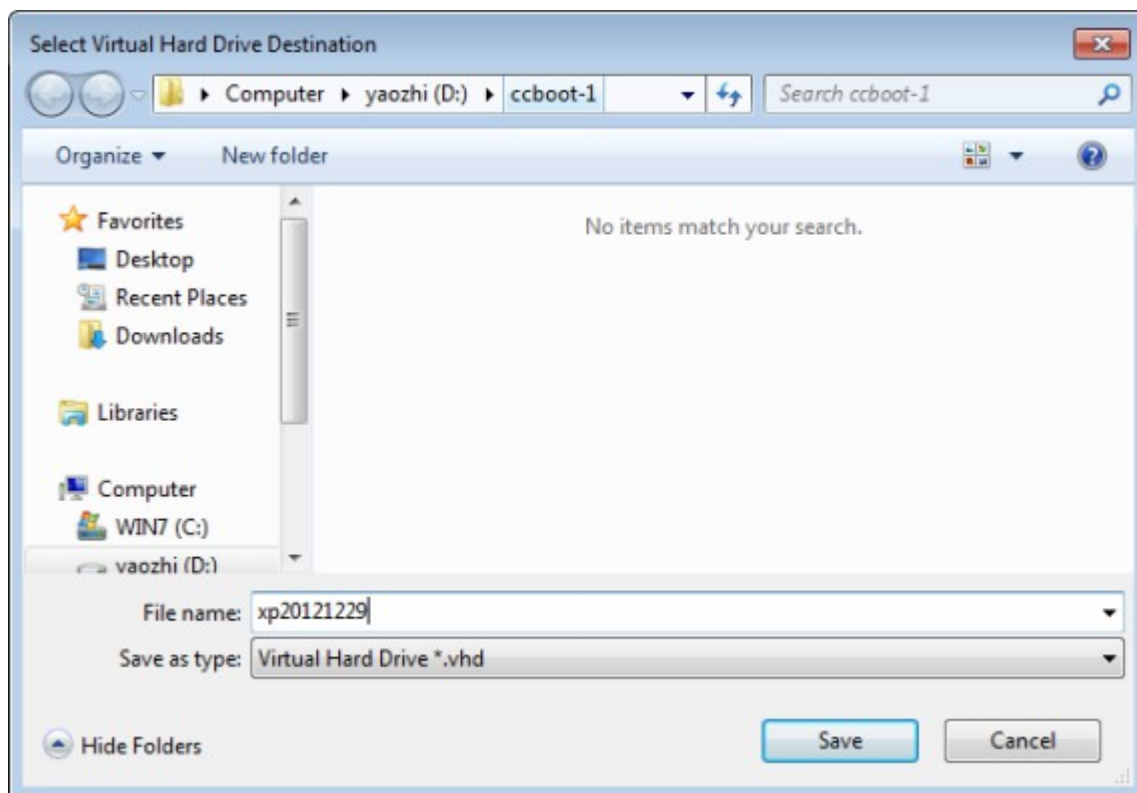 Select Virtual Hard Drive Destination
Computer yaozhi (D:) ccboot-1 Search ccboot-1
Organize New folder
Favorites
Desktop
Recent Places
Downloads
Libraries
Computer
WIN7 (C:)
yaozhi (D:)
No items match your search.
File name: xp20121229
Save as type: Virtual Hard Drive *.vhd
Hide Folders Save Cancel